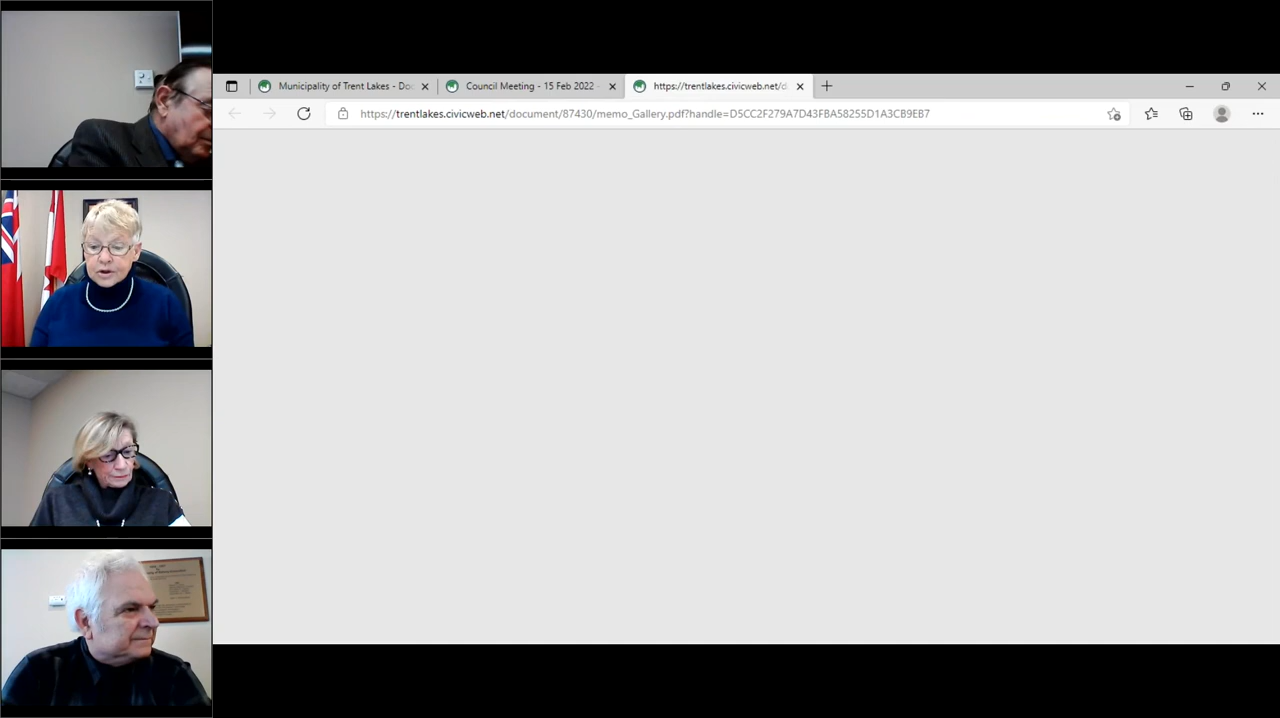 Municipality of Trent Lakes - Doc
Council Meeting - 15 Feb 2022 -
https://trentlakes.civicweb.net/d
https://trentlakes.civicweb.net/document/87430/memo_Gallery.pdf?handle=D5CC2F279A7D43FBA58255D1A3CB9EB7